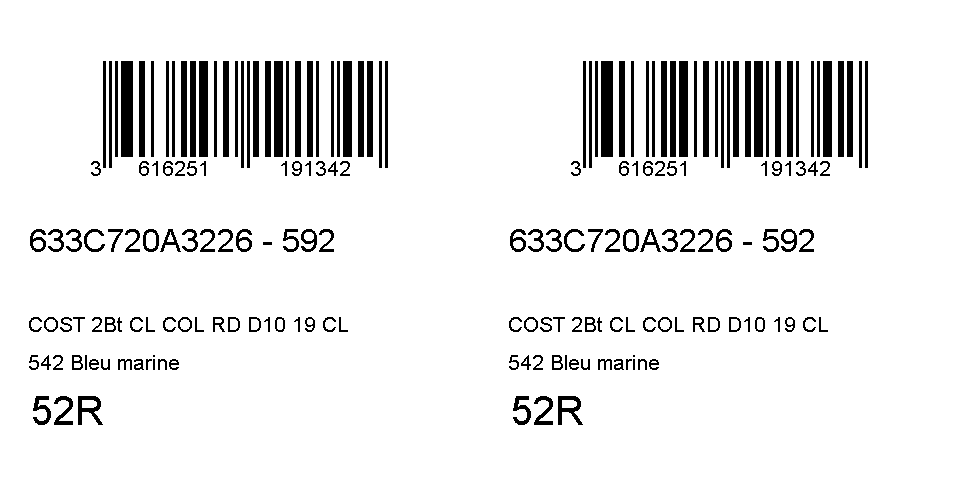 3 616251 191342
633C720A3226 - 592
COST 2Bt CL COL RD D10 19 CL
542 Bleu marine
52R
3 616251 191342
633C720A3226 - 592
COST 2Bt CL COL RD D10 19 CL
542 Bleu marine
52R